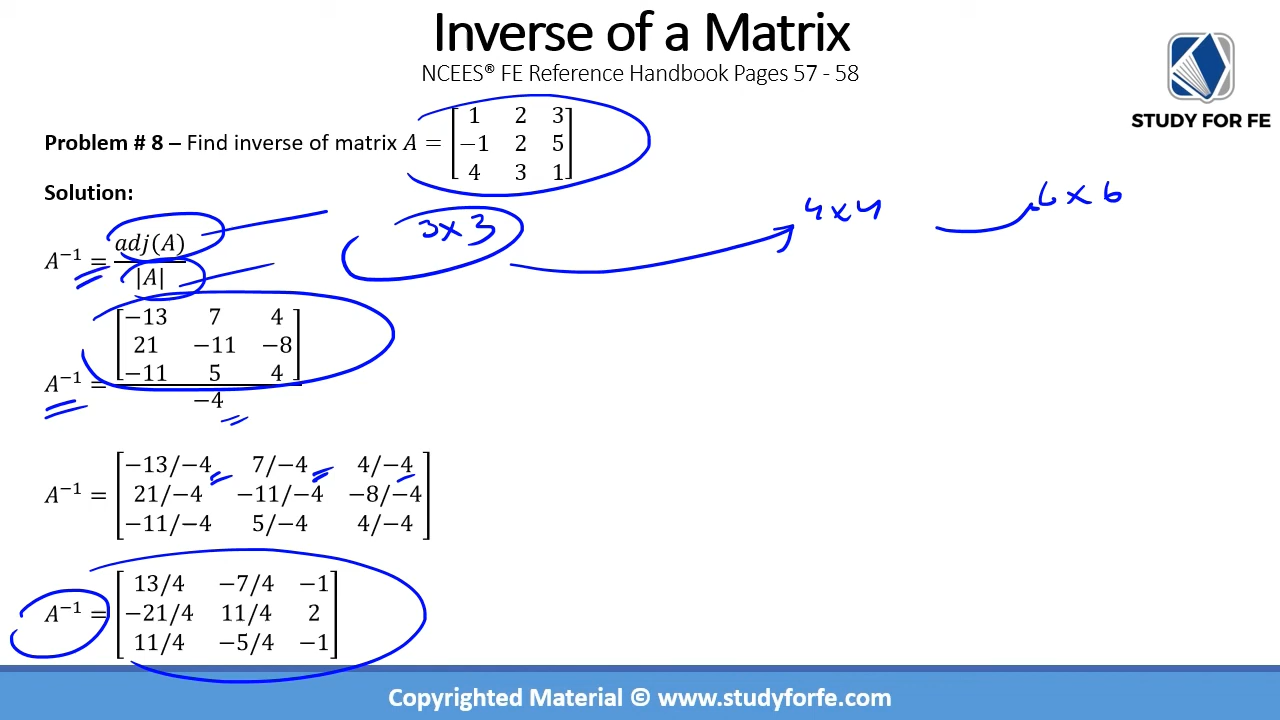 Inverse of a Matrix
NCEES® FE Reference Handbook Pages 57 - 58
STUDY FOR FE
Problem # 8 – Find inverse of matrix A = [1 2 3
−1 2 5
4 3 1]
Solution:
3x3
4x4
6x6
A⁻¹ = adj(A)
|A|
A⁻¹ = [−13 7 4
21 −11 −8
−11 5 4]
−4
A⁻¹ = [−13/−4 7/−4 4/−4
21/−4 −11/−4 −8/−4
−11/−4 5/−4 4/−4]
A⁻¹ = [13/4 −7/4 −1
−21/4 11/4 2
11/4 −5/4 −1]
Copyrighted Material © www.studyforfe.com